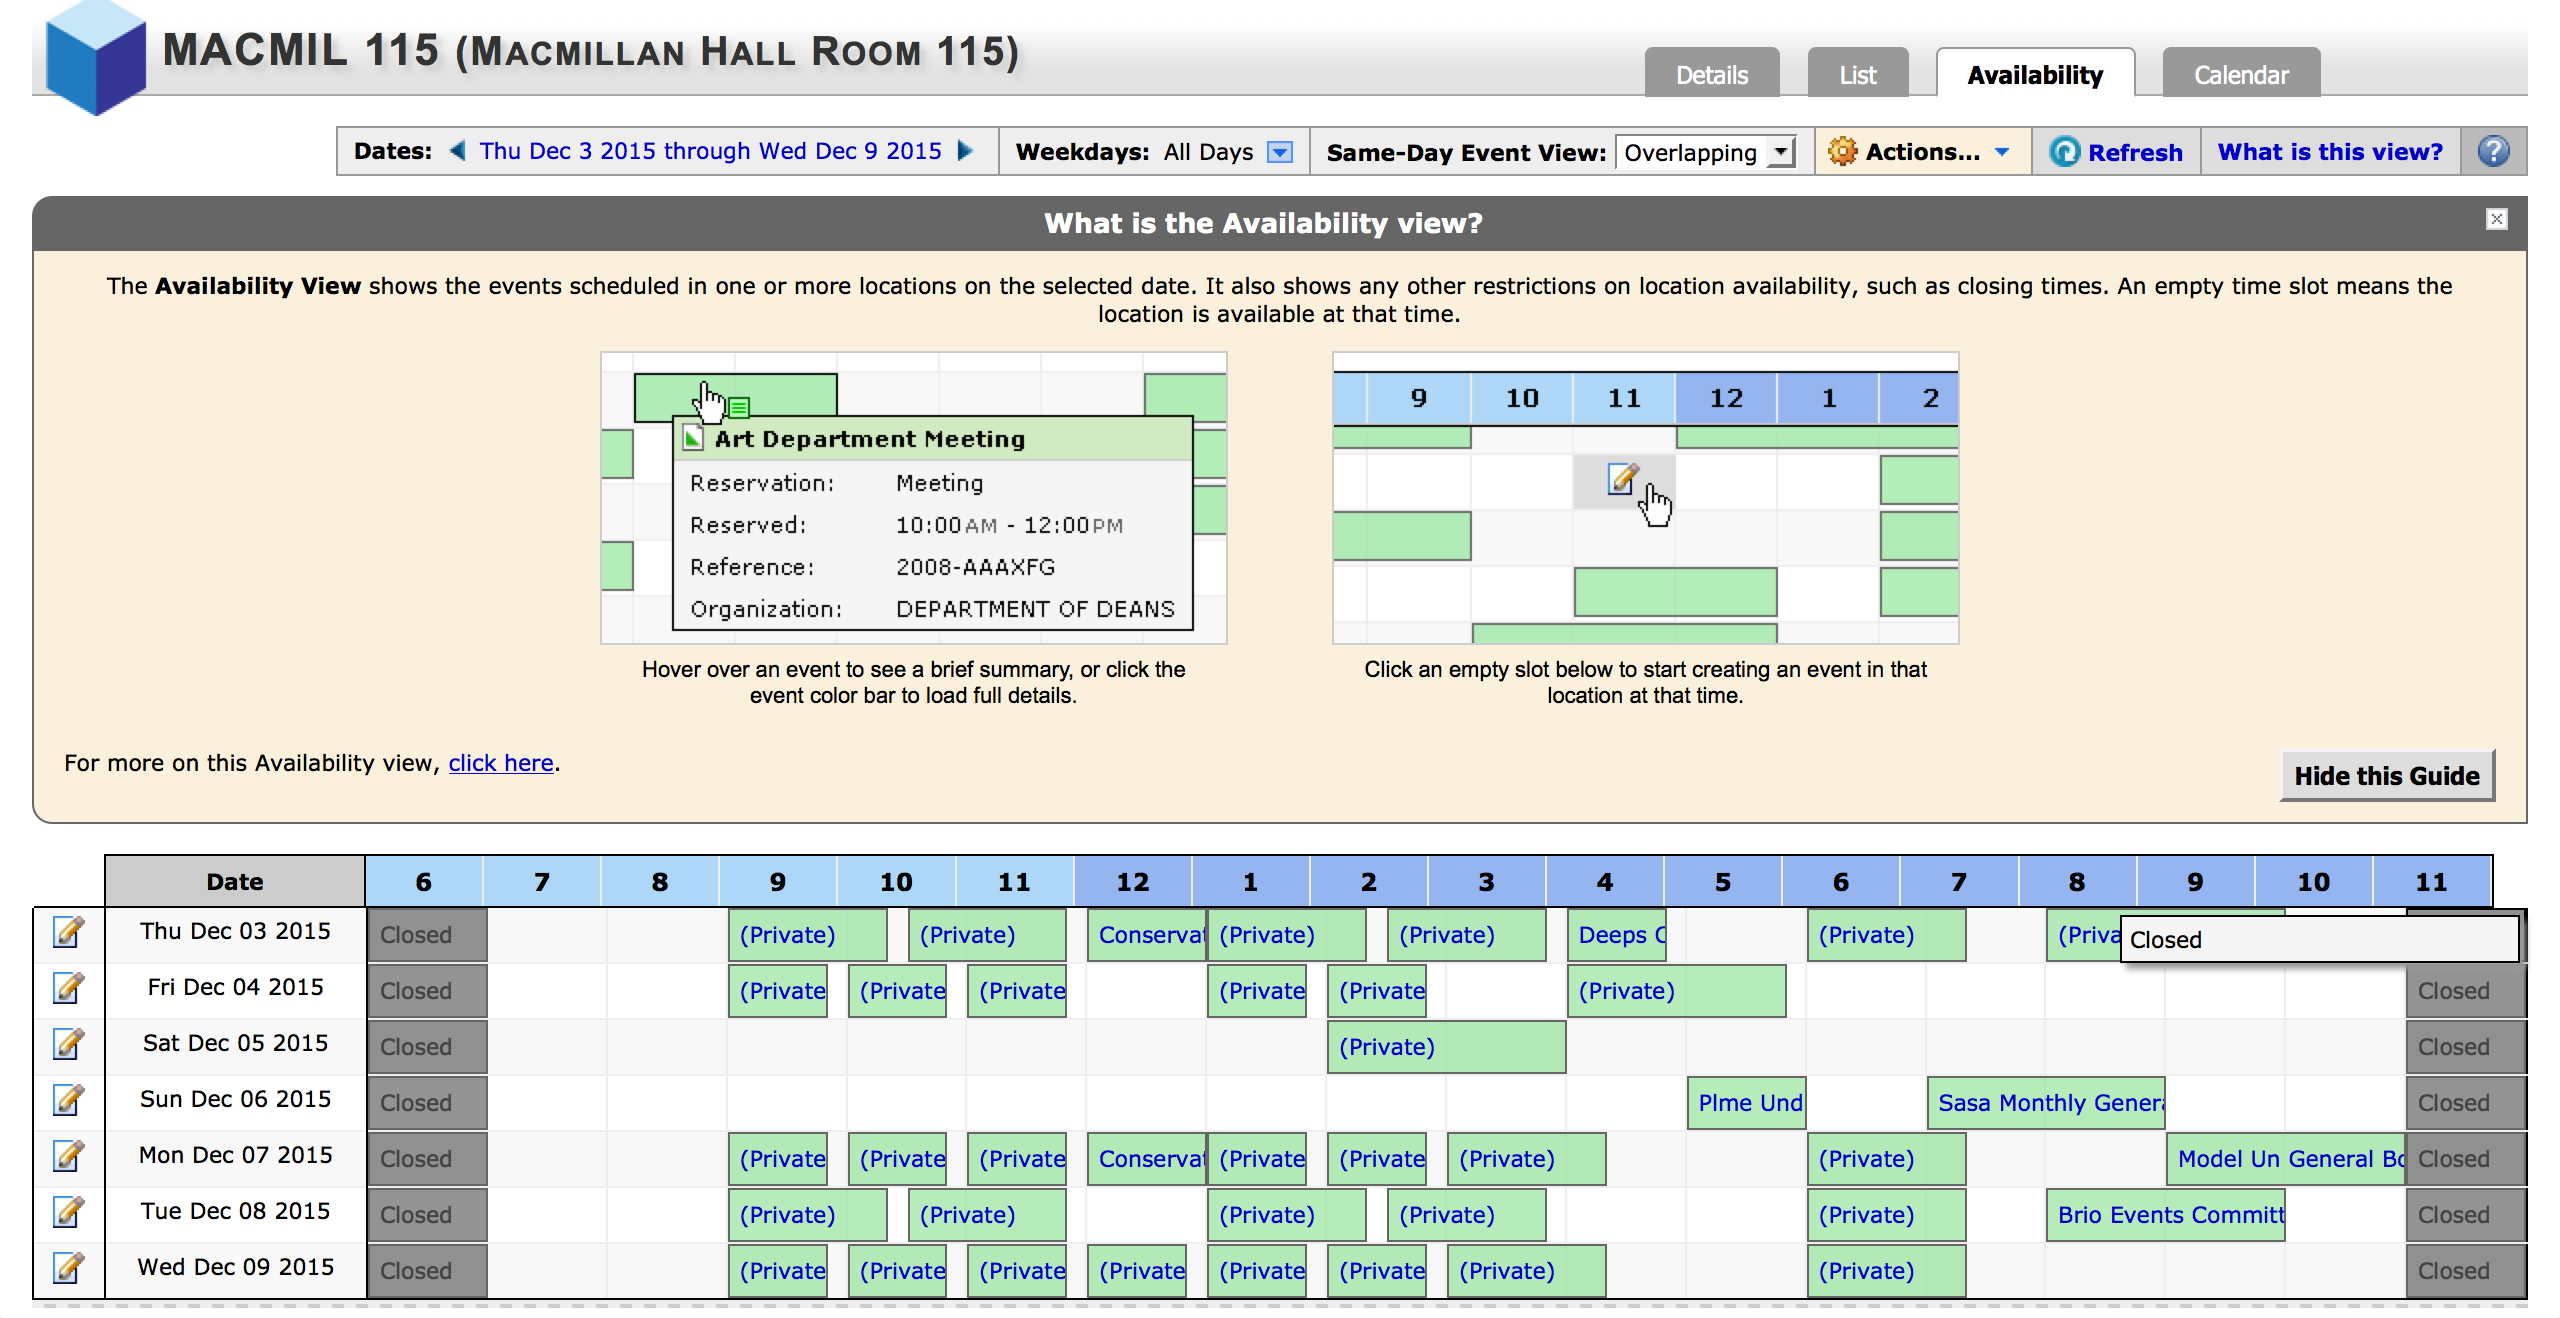 MACMIL 115 (MACMILLAN HALL ROOM 115)
Details List Availability Calendar
Dates: Thu Dec 3 2015 through Wed Dec 9 2015 Weekdays: All Days Same-Day Event View: Overlapping Actions... Refresh What is this view? ?
What is the Availability view?
The Availability View shows the events scheduled in one or more locations on the selected date. It also shows any other restrictions on location availability, such as closing times. An empty time slot means the
location is available at that time.
Art Department Meeting
Reservation: Meeting
Reserved: 10:00AM - 12:00PM
Reference: 2008-AAAXFG
Organization: DEPARTMENT OF DEANS
9 10 11 12 1 2
Hover over an event to see a brief summary, or click the
event color bar to load full details.
Click an empty slot below to start creating an event in that
location at that time.
For more on this Availability view, click here.
Hide this Guide
Date 6 7 8 9 10 11 12 1 2 3 4 5 6 7 8 9 10 11
Thu Dec 03 2015 Closed (Private) (Private) Conserva (Private) (Private) Deeps (Private) (Priva Closed
Fri Dec 04 2015 Closed (Private (Private (Private (Private (Private (Private) Closed
Sat Dec 05 2015 Closed (Private) Closed
Sun Dec 06 2015 Closed Plme Und Sasa Monthly Genera Closed
Mon Dec 07 2015 Closed (Private (Private (Private Conserva (Private (Private (Private) (Private) Model Un General Bo Closed
Tue Dec 08 2015 Closed (Private) (Private) (Private) (Private) (Private) Brio Events Committ Closed
Wed Dec 09 2015 Closed (Private (Private (Private (Private (Private (Private (Private) (Private) Closed